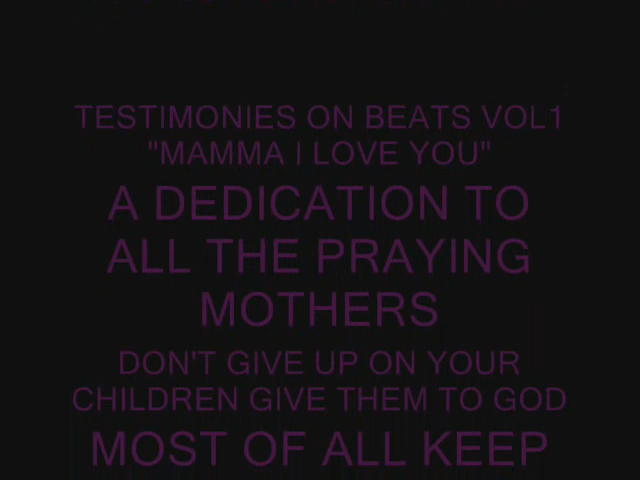 TESTIMONIES ON BEATS VOL1
"MAMMA I LOVE YOU"
A DEDICATION TO
ALL THE PRAYING
MOTHERS
DON'T GIVE UP ON YOUR
CHILDREN GIVE THEM TO GOD
MOST OF ALL KEEP